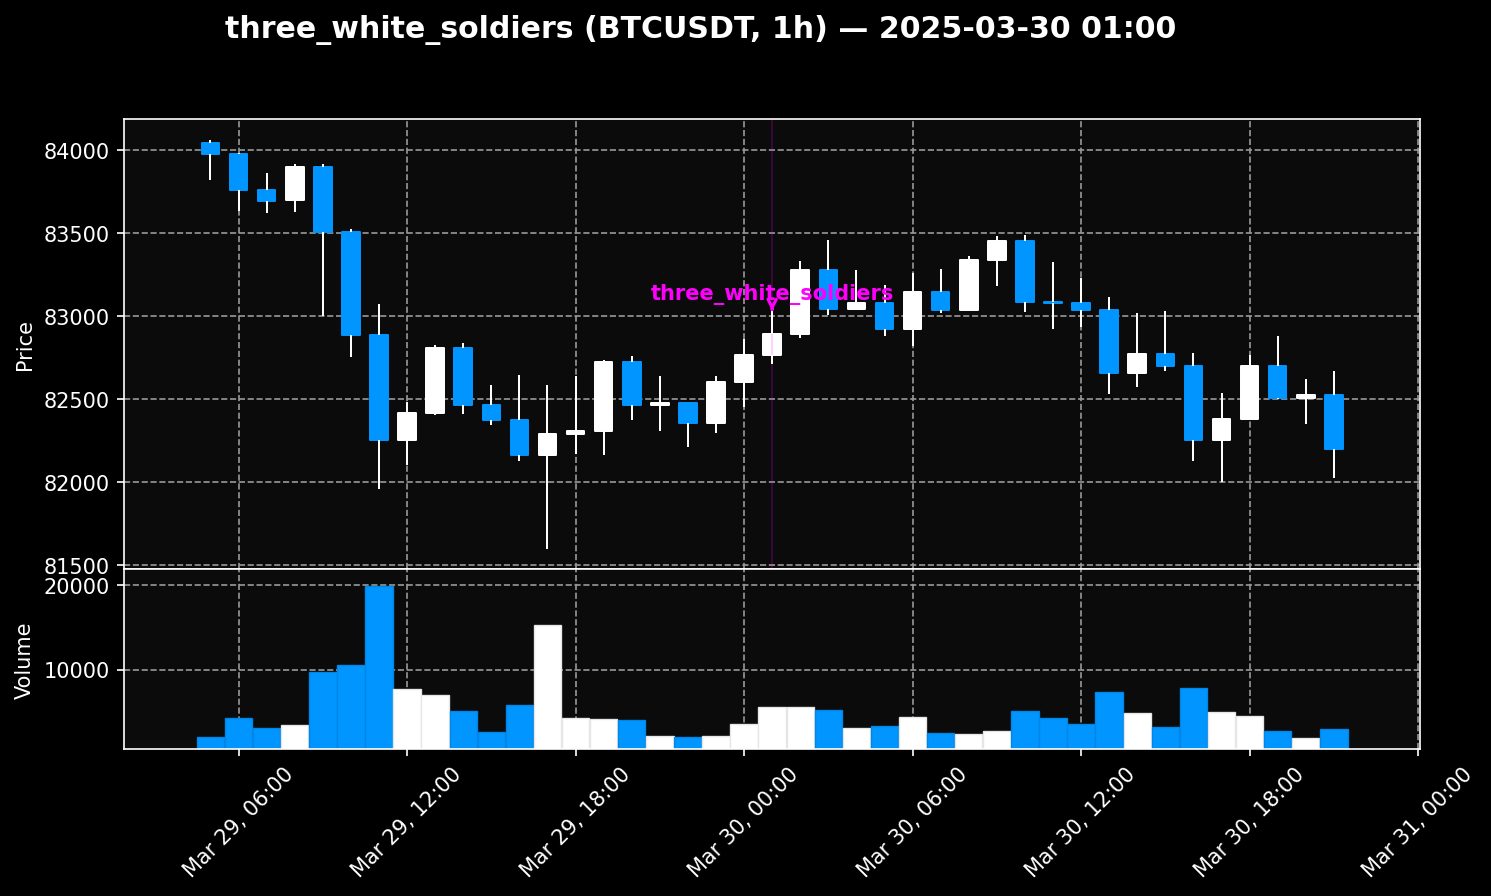 three_white_soldiers (BTCUSDT, 1h) — 2025-03-30 01:00
84000
83500
83000
82500
82000
81500
Price
three_white_soldiers
20000
10000
Volume
Mar 29, 06:00
Mar 29, 12:00
Mar 29, 18:00
Mar 30, 00:00
Mar 30, 06:00
Mar 30, 12:00
Mar 30, 18:00
Mar 31, 00:00